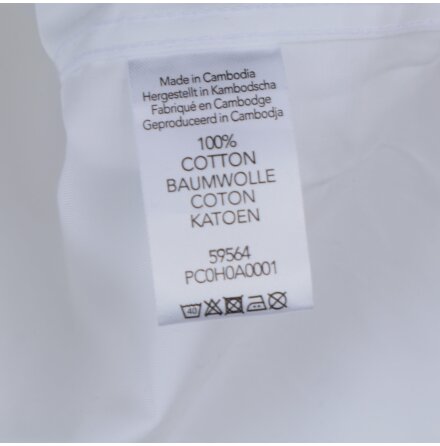 Made in Cambodia
Hergestellt in Kambodscha
Fabriqué en Cambodge
Geproduceerd in Cambodja
100%
COTTON
BAUMWOLLE
COTON
KATOEN
59564
PC0H0A0001
40